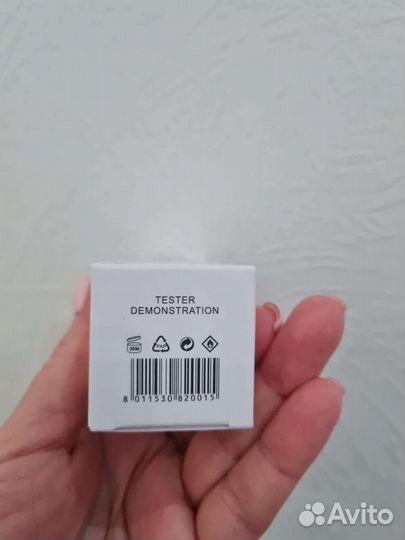 TESTER
DEMONSTRATION
36M
8 011530 820015
Avito